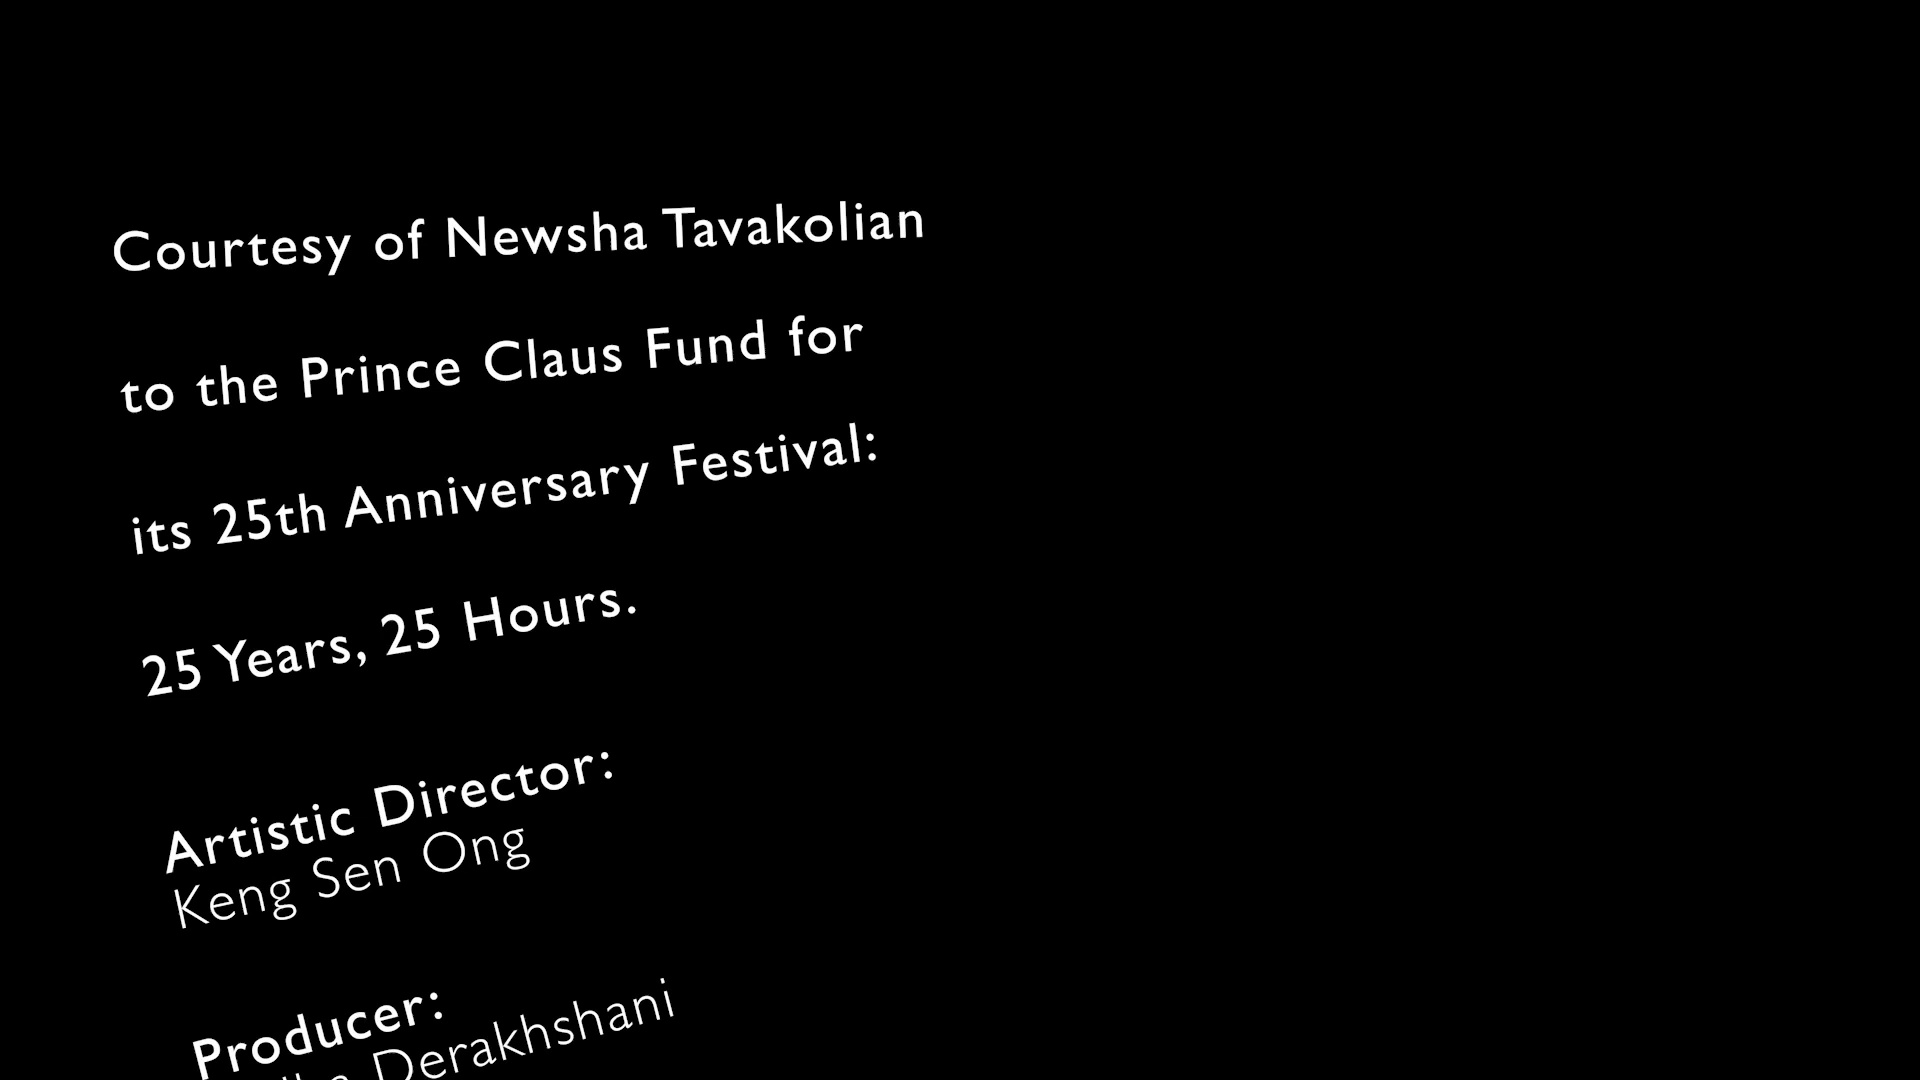 Courtesy of Newsha Tavakolian
to the Prince Claus Fund for
its 25th Anniversary Festival:
25 Years, 25 Hours.
Artistic Director:
Keng Sen Ong
Producer:
Derakhshani